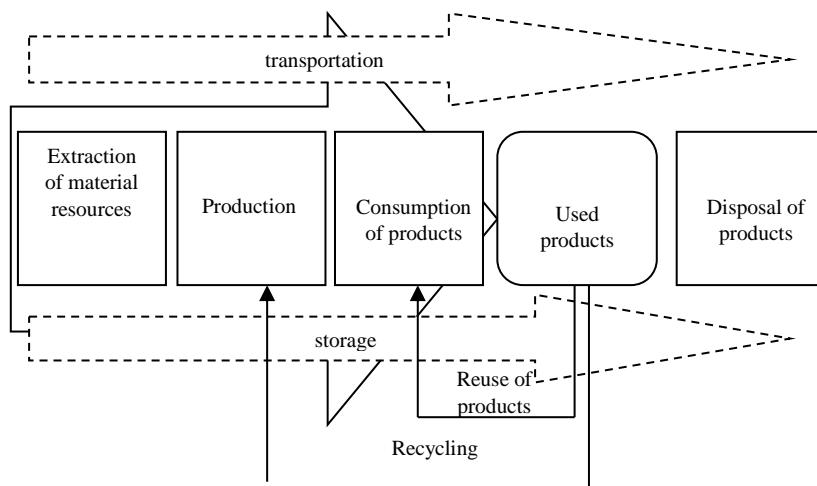 transportation
Extraction
of material
resources
Production
Consumption
of products
Used
products
Disposal of
products
storage
Reuse of
products
Recycling